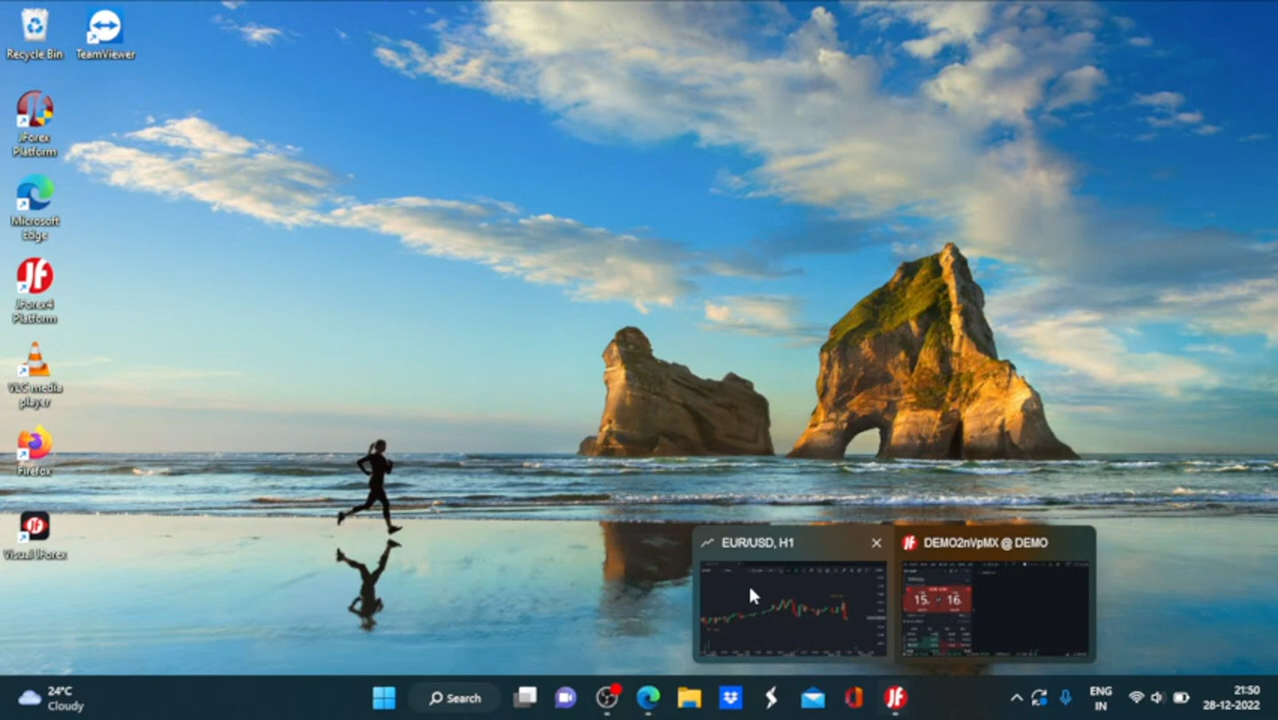 Recycle Bin
TeamViewer
JForex
Platform
Microsoft
Edge
JForex4
Platform
VLC media
player
Firefox
Visual JForex
EUR/USD, H1
DEMO2nVpMX @ DEMO
15
16
24°C
Cloudy
Search
ENG
IN
21:50
28-12-2022